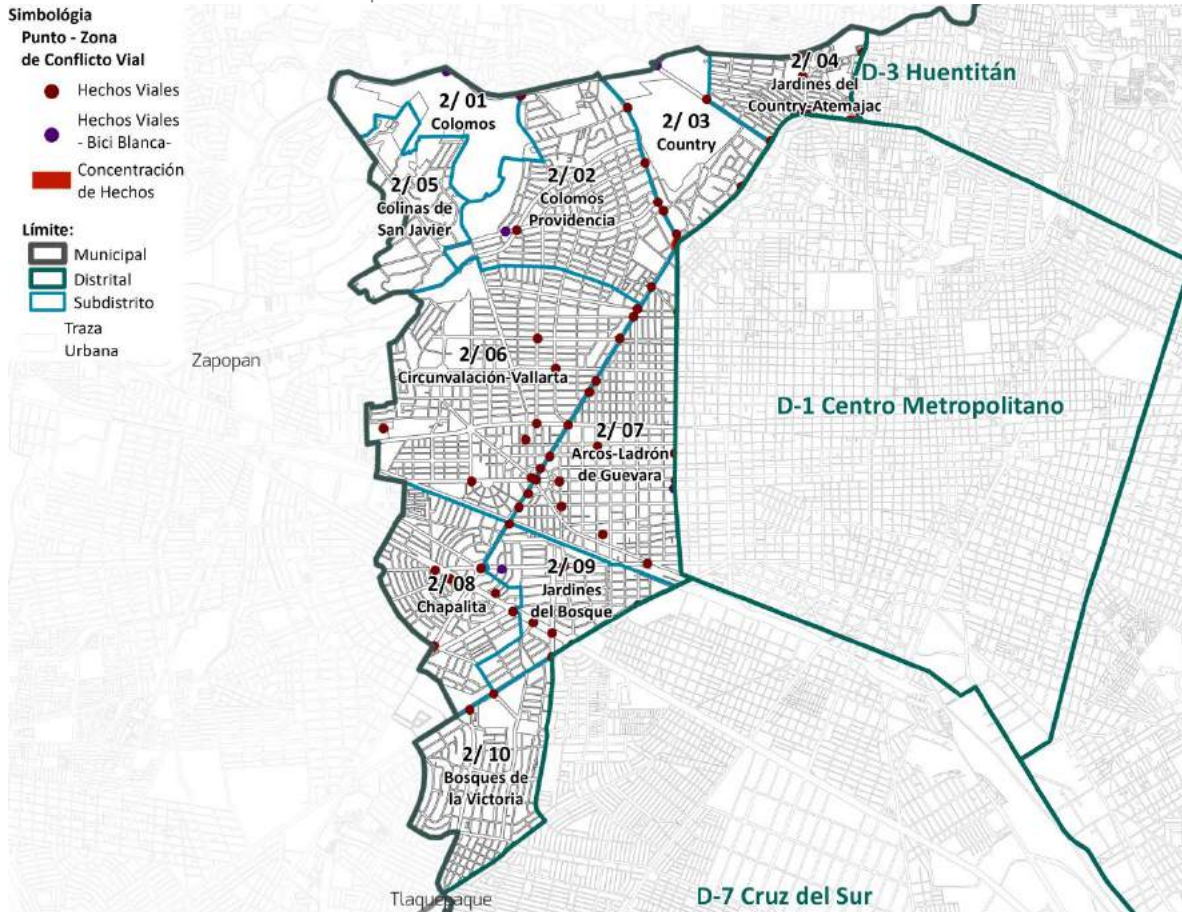 Simbológia
Punto - Zona
de Conflicto Vial
Hechos Viales
Hechos Viales
- Bici Blanca-
Concentración
de Hechos
Límite:
Municipal
Distrital
Subdistrito
Traza
Urbana
Zapopan
2/ 01
Colomos
2/ 02
Colomos
Providencia
2/ 03
Country
2/ 04
Jardines del
Country-Atemajac
D-3 Huentitán
2/ 05
Colinas de
San Javier
2/ 06
Circunvalación-Vallarta
2/ 07
Arcos-Ladrón
de Guevara
D-1 Centro Metropolitano
2/ 08
Chapalita
2/ 09
Jardines
del Bosque
2/ 10
Bosques de
la Victoria
Tlaquepaque
D-7 Cruz del Sur